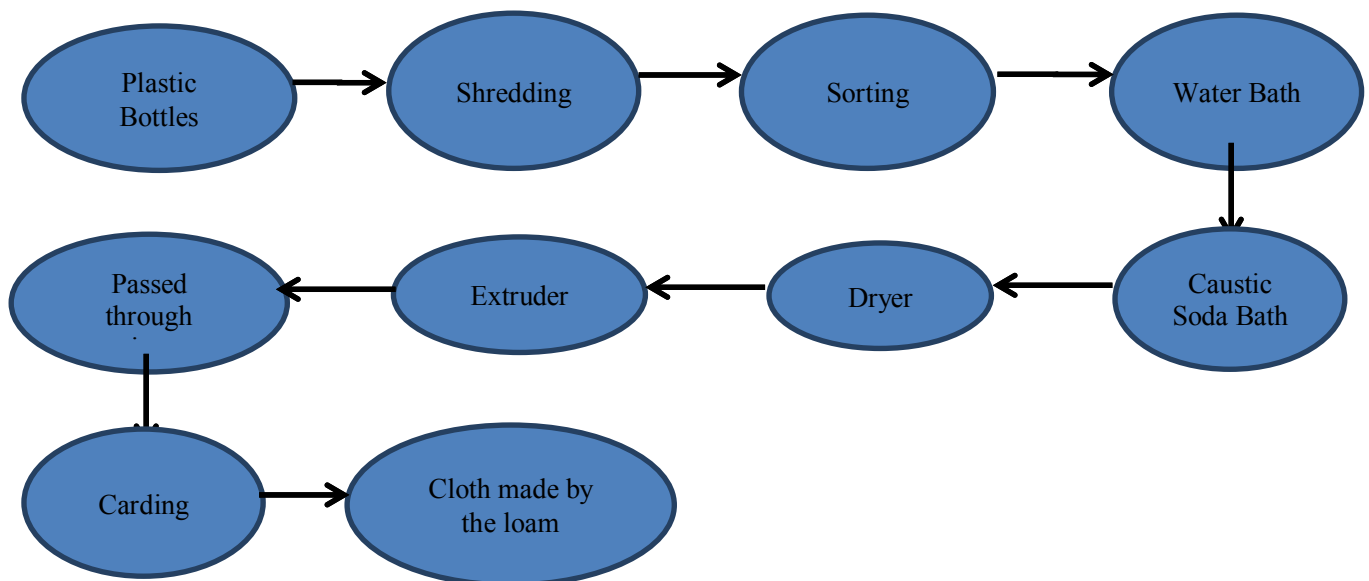 Plastic
Bottles
Shredding
Sorting
Water Bath
Caustic
Soda Bath
Dryer
Extruder
Passed
through
Carding
Cloth made by
the loam